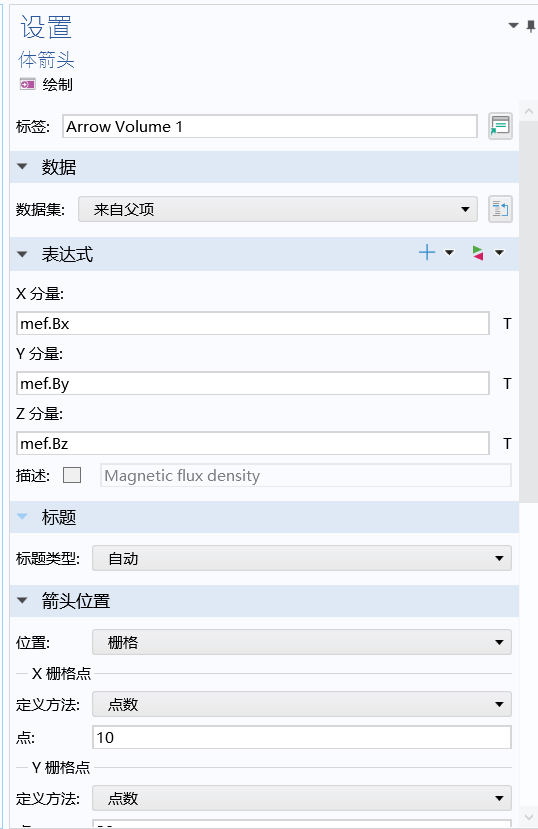 设置
体箭头
绘制
标签: Arrow Volume 1
数据
数据集: 来自父项
表达式
X 分量:
mef.Bx T
Y 分量:
mef.By T
Z 分量:
mef.Bz T
描述: Magnetic flux density
标题
标题类型: 自动
箭头位置
位置: 栅格
X 栅格点
定义方法: 点数
点: 10
Y 栅格点
定义方法: 点数